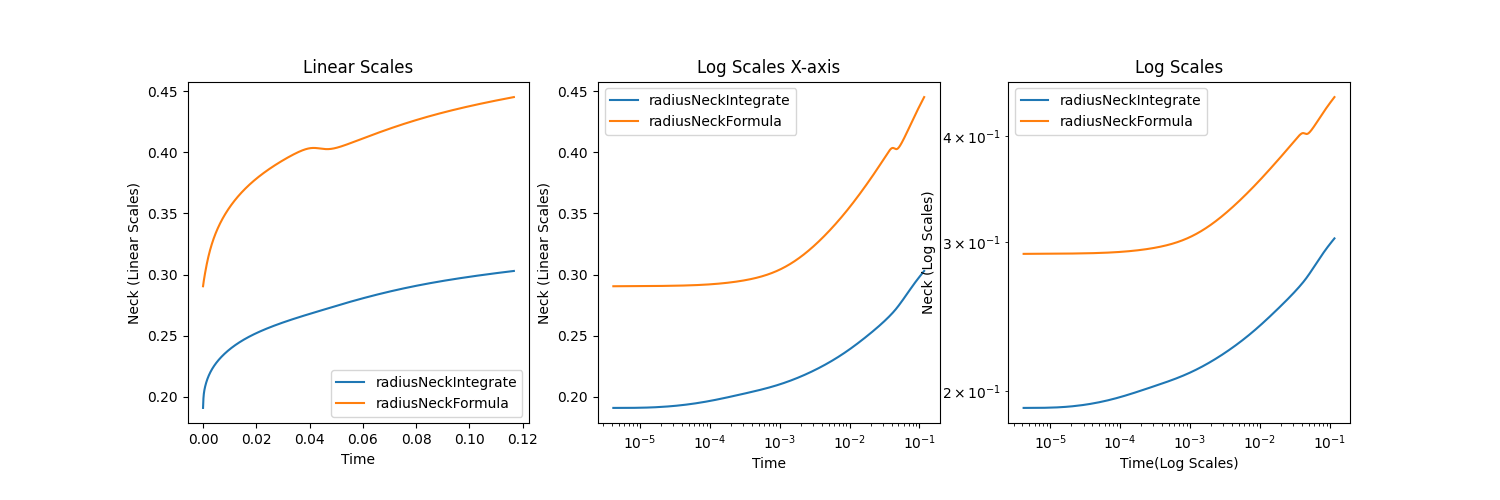 Linear Scales
Neck (Linear Scales)
0.45
0.40
0.35
0.30
0.25
0.20
radiusNeckIntegrate
radiusNeckFormula
0.00 0.02 0.04 0.06 0.08 0.10 0.12
Time
Log Scales X-axis
Neck (Linear Scales)
0.45
0.40
0.35
0.30
0.25
0.20
radiusNeckIntegrate
radiusNeckFormula
10⁻⁵ 10⁻⁴ 10⁻³ 10⁻² 10⁻¹
Time
Log Scales
Neck (Log Scales)
4 × 10⁻¹
3 × 10⁻¹
2 × 10⁻¹
radiusNeckIntegrate
radiusNeckFormula
10⁻⁵ 10⁻⁴ 10⁻³ 10⁻² 10⁻¹
Time(Log Scales)